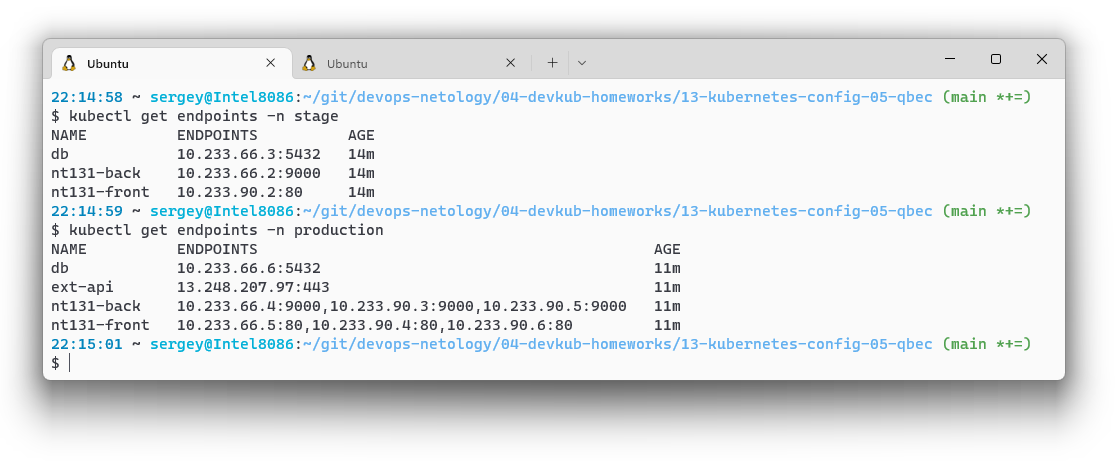 Ubuntu Ubuntu
22:14:58 ~ sergey@Intel8086:~/git/devops-netology/04-devkub-homeworks/13-kubernetes-config-05-qbec (main *+=)
$ kubectl get endpoints -n stage
NAME          ENDPOINTS          AGE
db            10.233.66.3:5432   14m
nt131-back    10.233.66.2:9000   14m
nt131-front   10.233.90.2:80     14m
22:14:59 ~ sergey@Intel8086:~/git/devops-netology/04-devkub-homeworks/13-kubernetes-config-05-qbec (main *+=)
$ kubectl get endpoints -n production
NAME          ENDPOINTS                                            AGE
db            10.233.66.6:5432                                     11m
ext-api       13.248.207.97:443                                    11m
nt131-back    10.233.66.4:9000,10.233.90.3:9000,10.233.90.5:9000   11m
nt131-front   10.233.66.5:80,10.233.90.4:80,10.233.90.6:80         11m
22:15:01 ~ sergey@Intel8086:~/git/devops-netology/04-devkub-homeworks/13-kubernetes-config-05-qbec (main *+=)
$